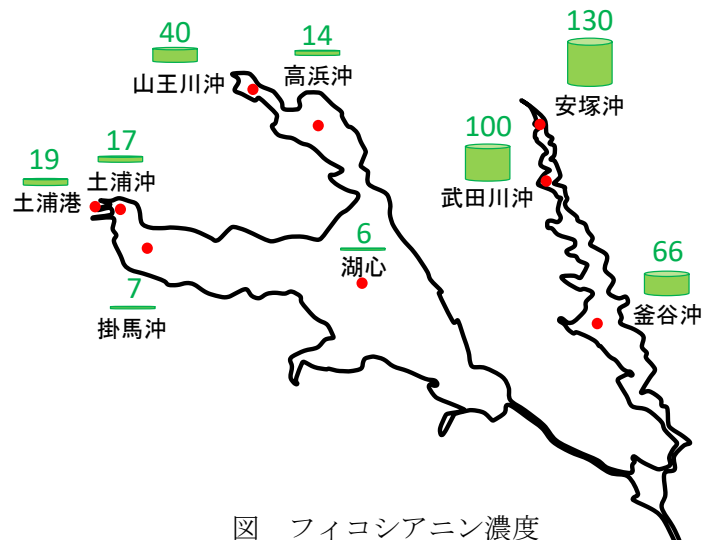 40
山王川沖
14
高浜沖
130
安塚沖
100
武田川沖
19
土浦港
17
土浦沖
6
湖心
7
掛馬沖
66
釜谷沖
図　フィコシアニン濃度